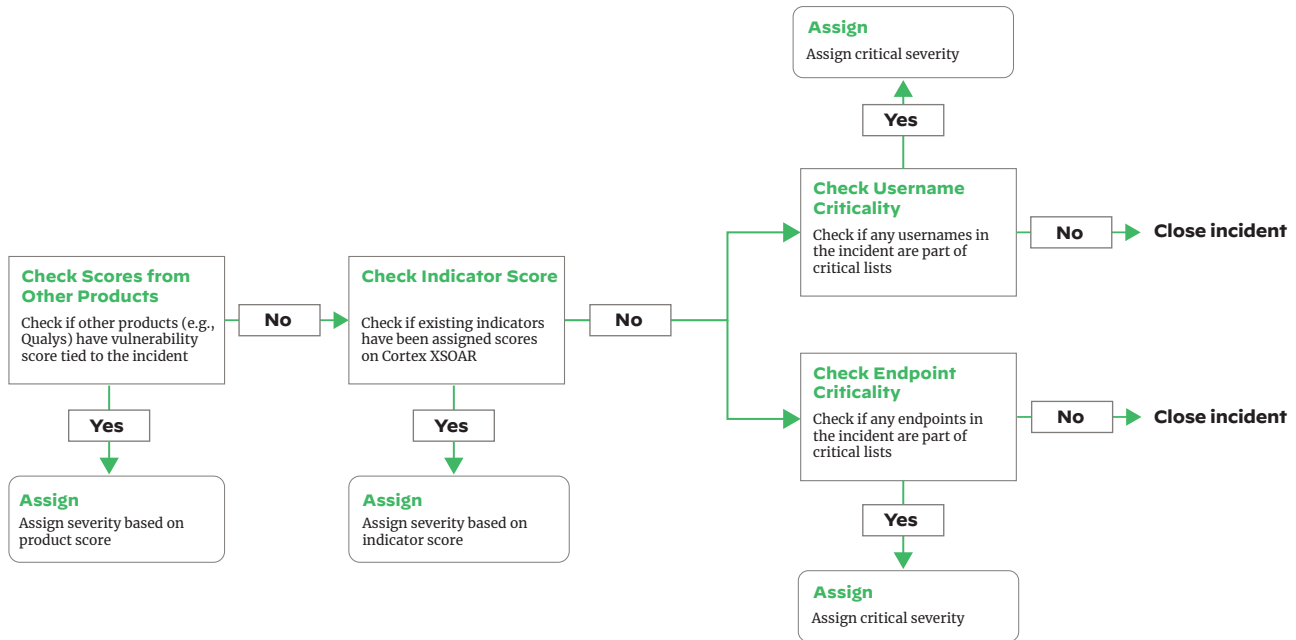 Assign
Assign critical severity
Yes
Check Username
Criticality
Check if any usernames in
the incident are part of
critical lists
No
Close incident
Check Scores from
Other Products
Check if other products (e.g.,
Qualys) have vulnerability
score tied to the incident
No
Check Indicator Score
Check if existing indicators
have been assigned scores
on Cortex XSOAR
No
Check Endpoint
Criticality
Check if any endpoints in
the incident are part of
critical lists
No
Close incident
Yes
Assign
Assign severity based on
product score
Yes
Assign
Assign severity based on
indicator score
Yes
Assign
Assign critical severity